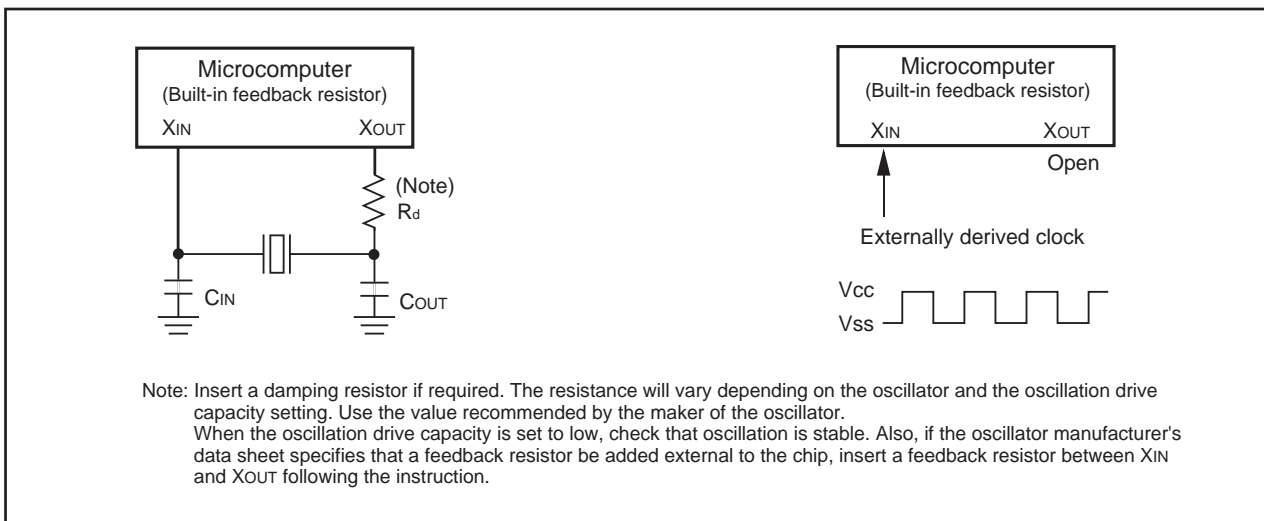 Microcomputer
(Built-in feedback resistor)
XIN XOUT
(Note)
Rd
CIN
COUT
Microcomputer
(Built-in feedback resistor)
XIN XOUT
Open
Externally derived clock
Vcc
Vss
Note: Insert a damping resistor if required. The resistance will vary depending on the oscillator and the oscillation drive
capacity setting. Use the value recommended by the maker of the oscillator.
When the oscillation drive capacity is set to low, check that oscillation is stable. Also, if the oscillator manufacturer's
data sheet specifies that a feedback resistor be added external to the chip, insert a feedback resistor between XIN
and XOUT following the instruction.